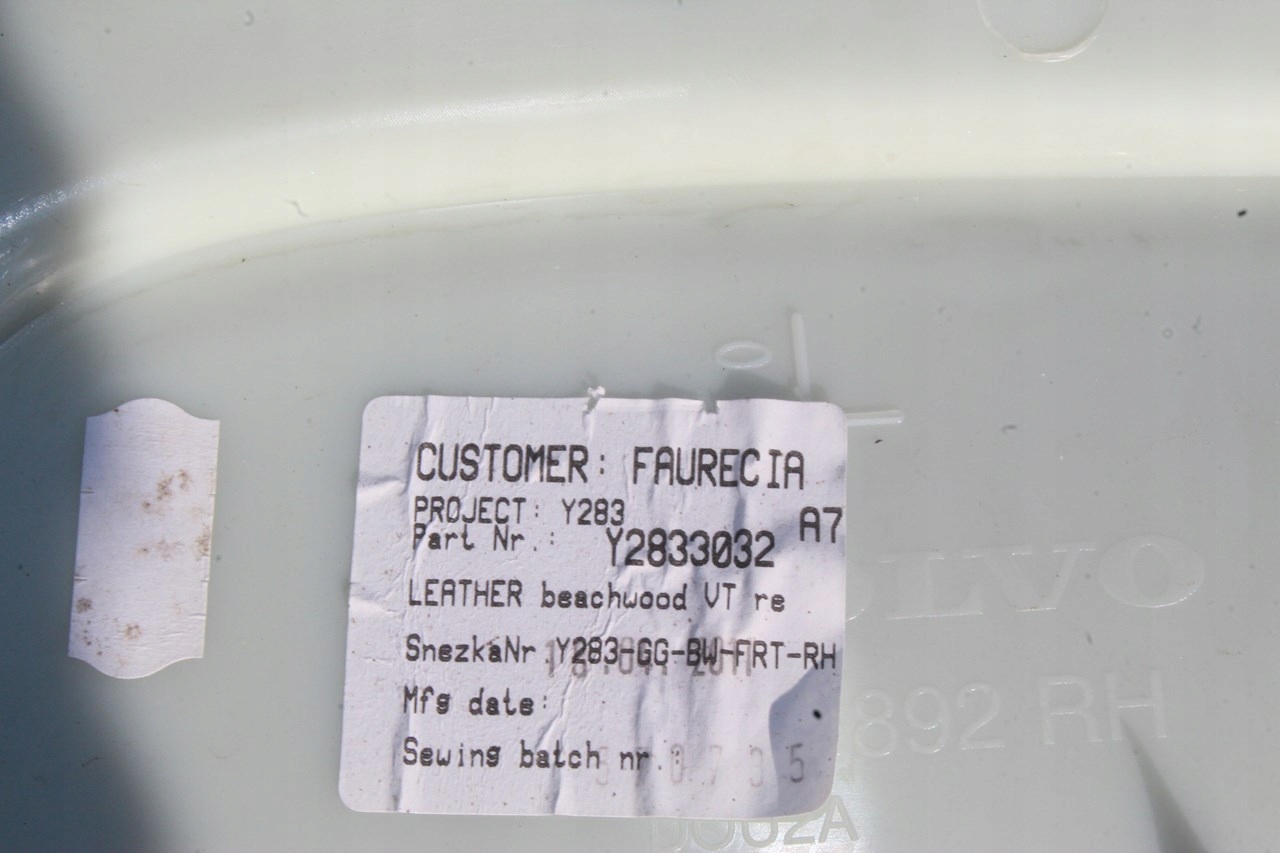 CUSTOMER: FAURECIA
PROJECT: Y283
A7
Part Nr.: Y2833032
LEATHER beachwood VT re
SnezkaNr Y283-GG-BW-FRT-RH
Mfg date:
Sewing batch nr.:
892 RH